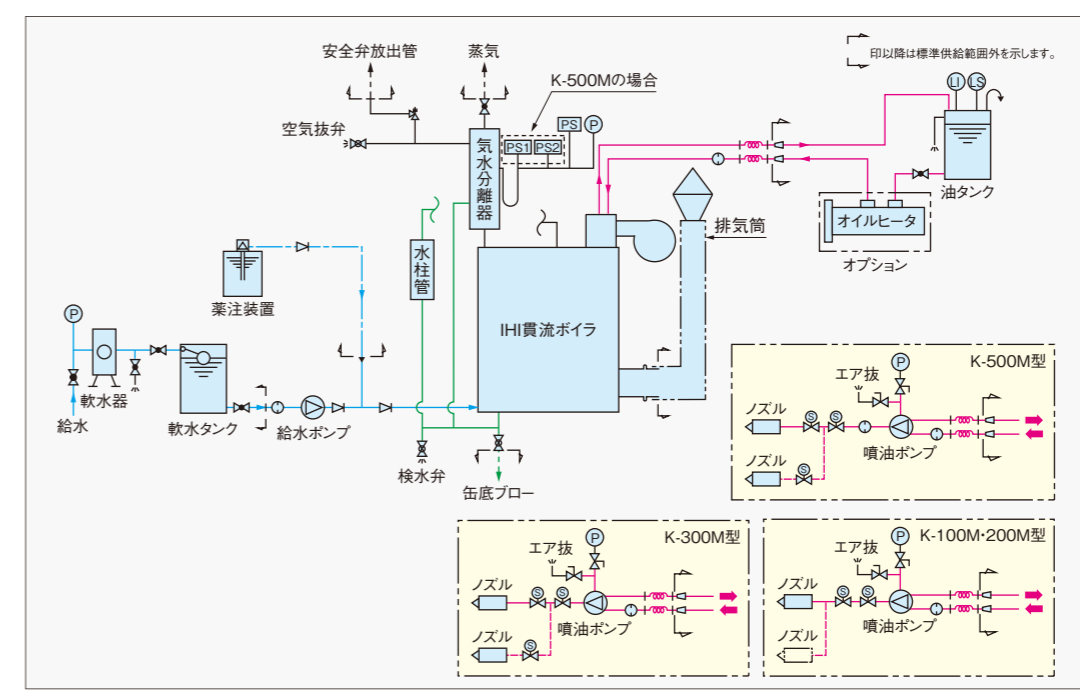 安全弁放出管
蒸気
印以降は標準供給範囲外を示します。
K-500Mの場合
LI
LS
空気抜弁
気水分離器
PS
P
PS1
PS2
油タンク
オイルヒータ
オプション
排気筒
水柱管
薬注装置
IHI貫流ボイラ
P
軟水器
給水
軟水タンク
給水ポンプ
検水弁
缶底ブロー
K-500M型
P
エア抜
ノズル
S
S
噴油ポンプ
ノズル
S
K-300M型
P
エア抜
ノズル
S
S
噴油ポンプ
ノズル
S
K-100M・200M型
P
エア抜
ノズル
S
S
噴油ポンプ
ノズル